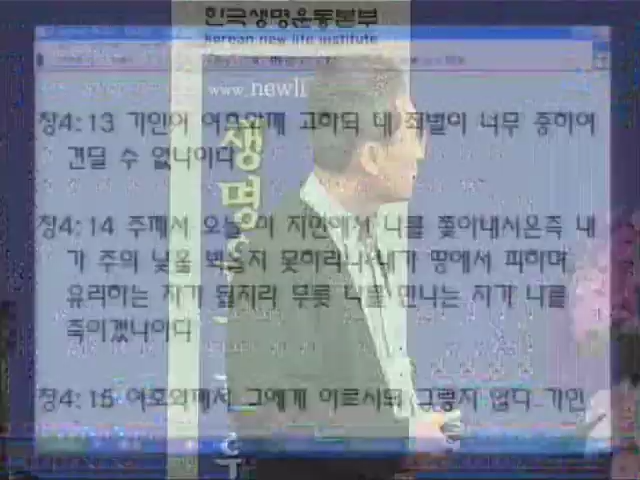 한국생명운동본부
korean new life institute
www.newli
생명
창4:13 가인이 여호와께 고하되 내 죄벌이 너무 중하여
견딜 수 없나이다
창4:14 주께서 오늘 이 지면에서 나를 쫓아내시온즉 내
가 주의 낯을 뵈옵지 못하리니 내가 땅에서 피하며
유리하는 자가 될지라 무릇 나를 만나는 자가 나를
죽이겠나이다
창4:15 여호와께서 그에게 이르시되 그렇지 않다 가인